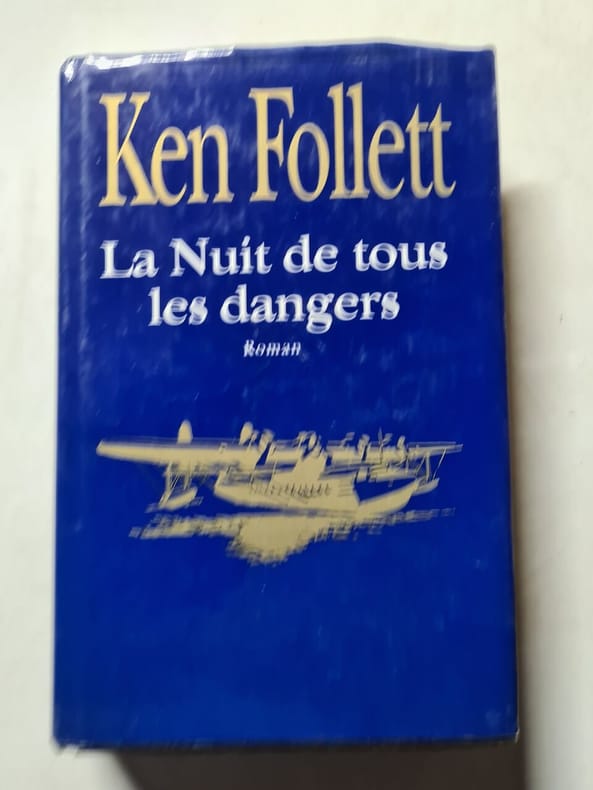 Ken Follett
La Nuit de tous
les dangers
Roman